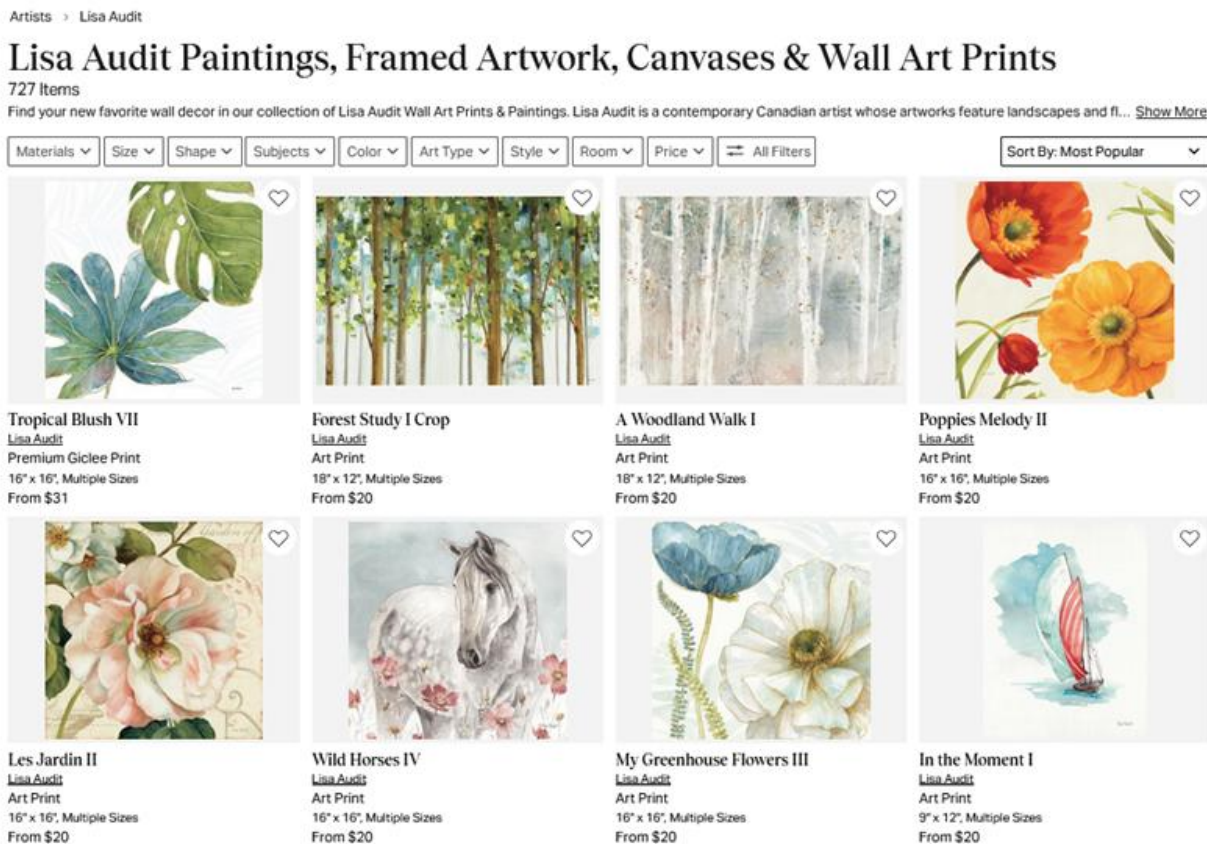 Artists > Lisa Audit
Lisa Audit Paintings, Framed Artwork, Canvases & Wall Art Prints
727 Items
Find your new favorite wall decor in our collection of Lisa Audit Wall Art Prints & Paintings. Lisa Audit is a contemporary Canadian artist whose artworks feature landscapes and fl... Show More
Materials Size Shape Subjects Color Art Type Style Room Price All Filters Sort By: Most Popular
Tropical Blush VII
Lisa Audit
Premium Giclee Print
16" x 16", Multiple Sizes
From $31
Forest Study I Crop
Lisa Audit
Art Print
18" x 12", Multiple Sizes
From $20
A Woodland Walk I
Lisa Audit
Art Print
18" x 12", Multiple Sizes
From $20
Poppies Melody II
Lisa Audit
Art Print
16" x 16", Multiple Sizes
From $20
Les Jardin II
Lisa Audit
Art Print
16" x 16", Multiple Sizes
From $20
Wild Horses IV
Lisa Audit
Art Print
16" x 16", Multiple Sizes
From $20
My Greenhouse Flowers III
Lisa Audit
Art Print
16" x 16", Multiple Sizes
From $20
In the Moment I
Lisa Audit
Art Print
9" x 12", Multiple Sizes
From $20